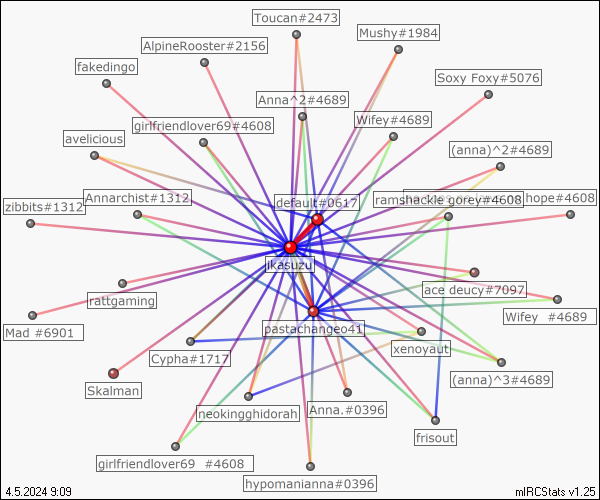 Toucan#2473
Mushy#1984
AlpineRooster#2156
fakedingo
Soxy Foxy#5076
Anna^2#4689
Wifey#4689
girlfriendlover69#4608
avelicious
(anna)^2#4689
default#0617
Annarchist#1312
ramshackle gorey#4608
hope#4608
zibbits#1312
ikasuzu
ace deucy#7097
rattgaming
Wifey #4689
Mad #6901
pastachangeo41
xenoyaut
Cypha#1717
(anna)^3#4689
Skalman
neokingghidorah
Anna.#0396
frisout
girlfriendlover69 #4608
hypomanianna#0396
4.5.2024 9:09
mIRCStats v1.25